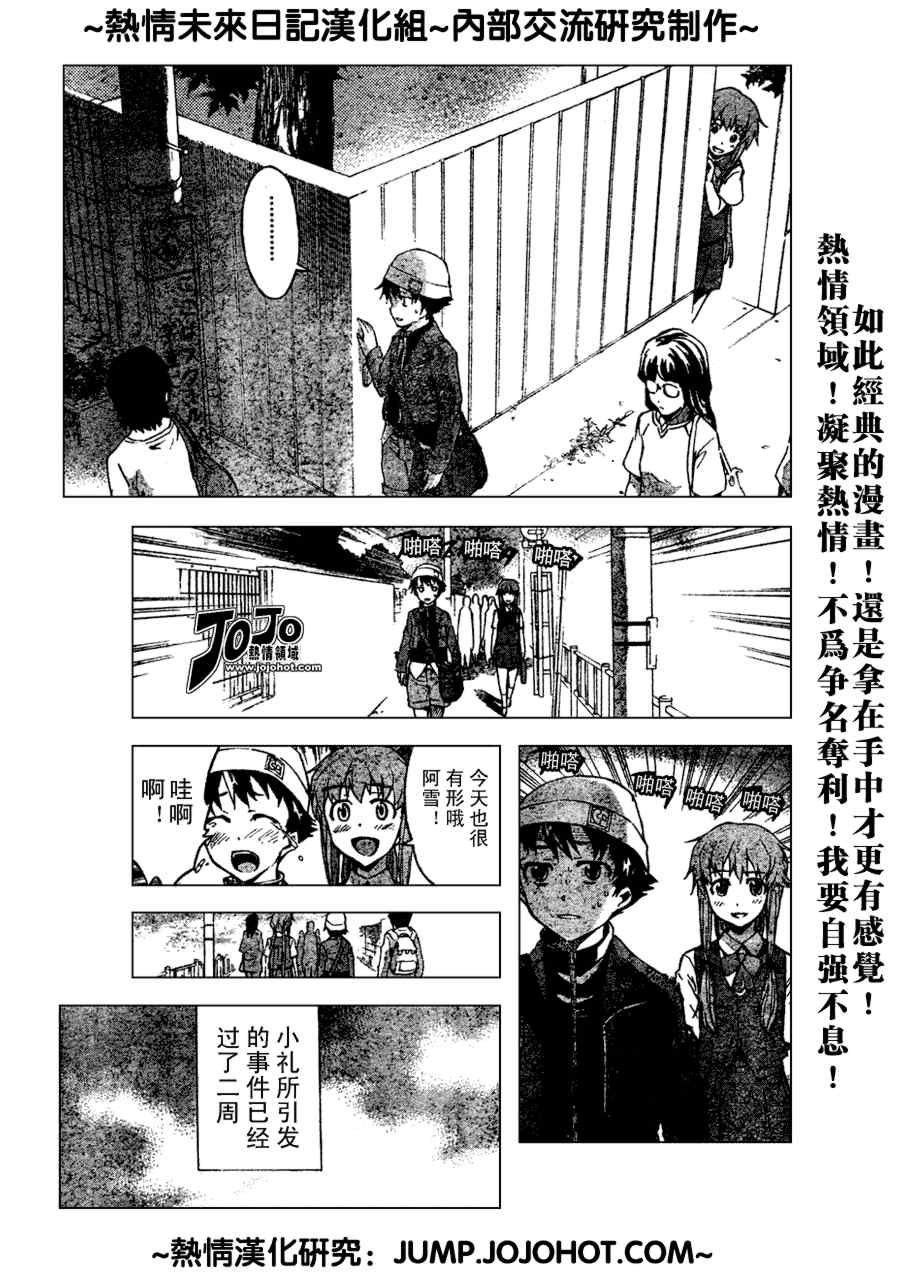 ~熱情未來日記漢化組~內部交流研究制作~
…………
如此經典的漫畫！還是拿在手中才更有感覺！
熱情領域！凝聚熱情！不爲争名奪利！我要自强不息！
啪嗒
啪嗒
啪嗒
JOJO
熱情領域
www.jojohot.com
啪嗒
啪嗒
啪嗒
今天也很
有形哦
阿雪！
哇啊
啊！
小礼所引发
的事件已经
过了二周
~熱情漢化研究：JUMP.JOJOHOT.COM~